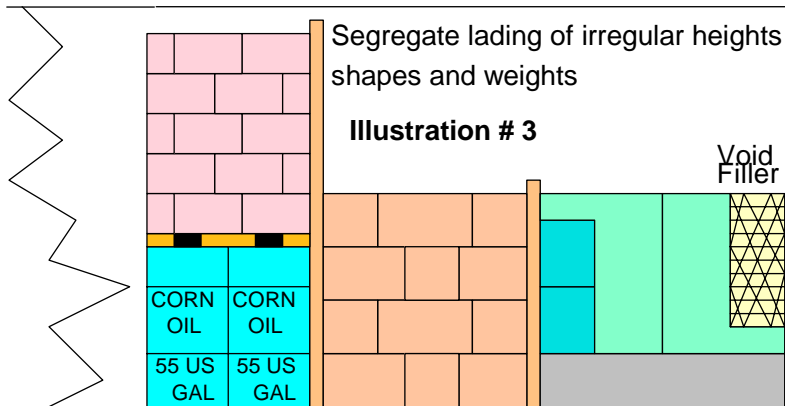 Segregate lading of irregular heights
shapes and weights
Illustration # 3
Void
Filler
CORN CORN
OIL OIL
55 US 55 US
GAL GAL